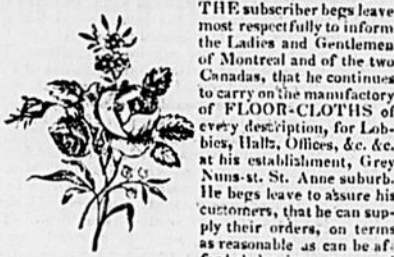 THE subscriber begs leave
most respectfully to inform
the Ladies and Gentlemen
of Montreal and of the two
Canadas, that he continues
to carry on the manufactory
of FLOOR-CLOTHS of
every description, for Lob-
bies, Halls, Offices, &c. &c.
at his establishment, Grey
Nuns-st. St. Anne suburb.
He begs leave to assure his
customers, that he can sup-
ply their orders, on terms
as reasonable as can be af-